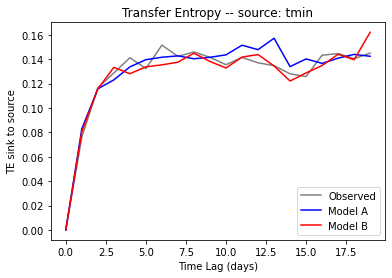 Transfer Entropy -- source: tmin
TE sink to source
0.16
0.14
0.12
0.10
0.08
0.06
0.04
0.02
0.00
Observed
Model A
Model B
0.0 2.5 5.0 7.5 10.0 12.5 15.0 17.5
Time Lag (days)